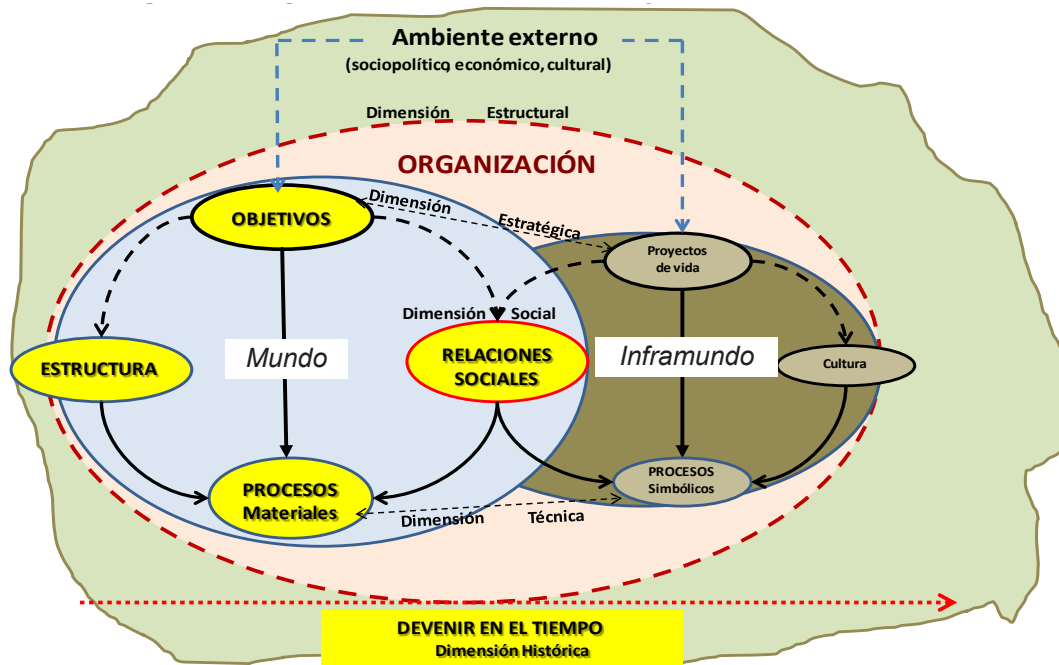 Ambiente externo
(sociopolítico, económico, cultural)
Dimensión Estructural
ORGANIZACIÓN
OBJETIVOS
Dimensión
Estratégica
Proyectos
de vida
Dimensión Social
ESTRUCTURA
Mundo
RELACIONES
SOCIALES
Inframundo
Cultura
PROCESOS
Materiales
PROCESOS
Simbólicos
Dimensión Técnica
DEVENIR EN EL TIEMPO
Dimensión Histórica